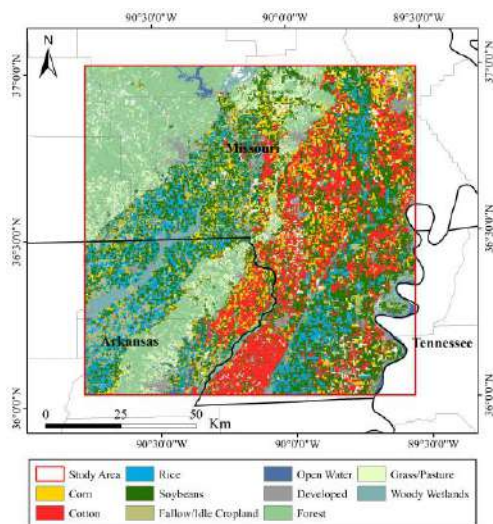 90°30'0"W 90°0'0"W 89°30'0"W
N
37°0'0"N 37°0'0"N
Missouri
36°30'0"N 36°30'0"N
Arkansas Tennessee
36°0'0"N 36°0'0"N
0 25 50
Km
90°30'0"W 90°0'0"W 89°30'0"W
Study Area Rice Open Water Grass/Pasture
Corn Soybeans Developed Woody Wetlands
Cotton Fallow/Idle Cropland Forest